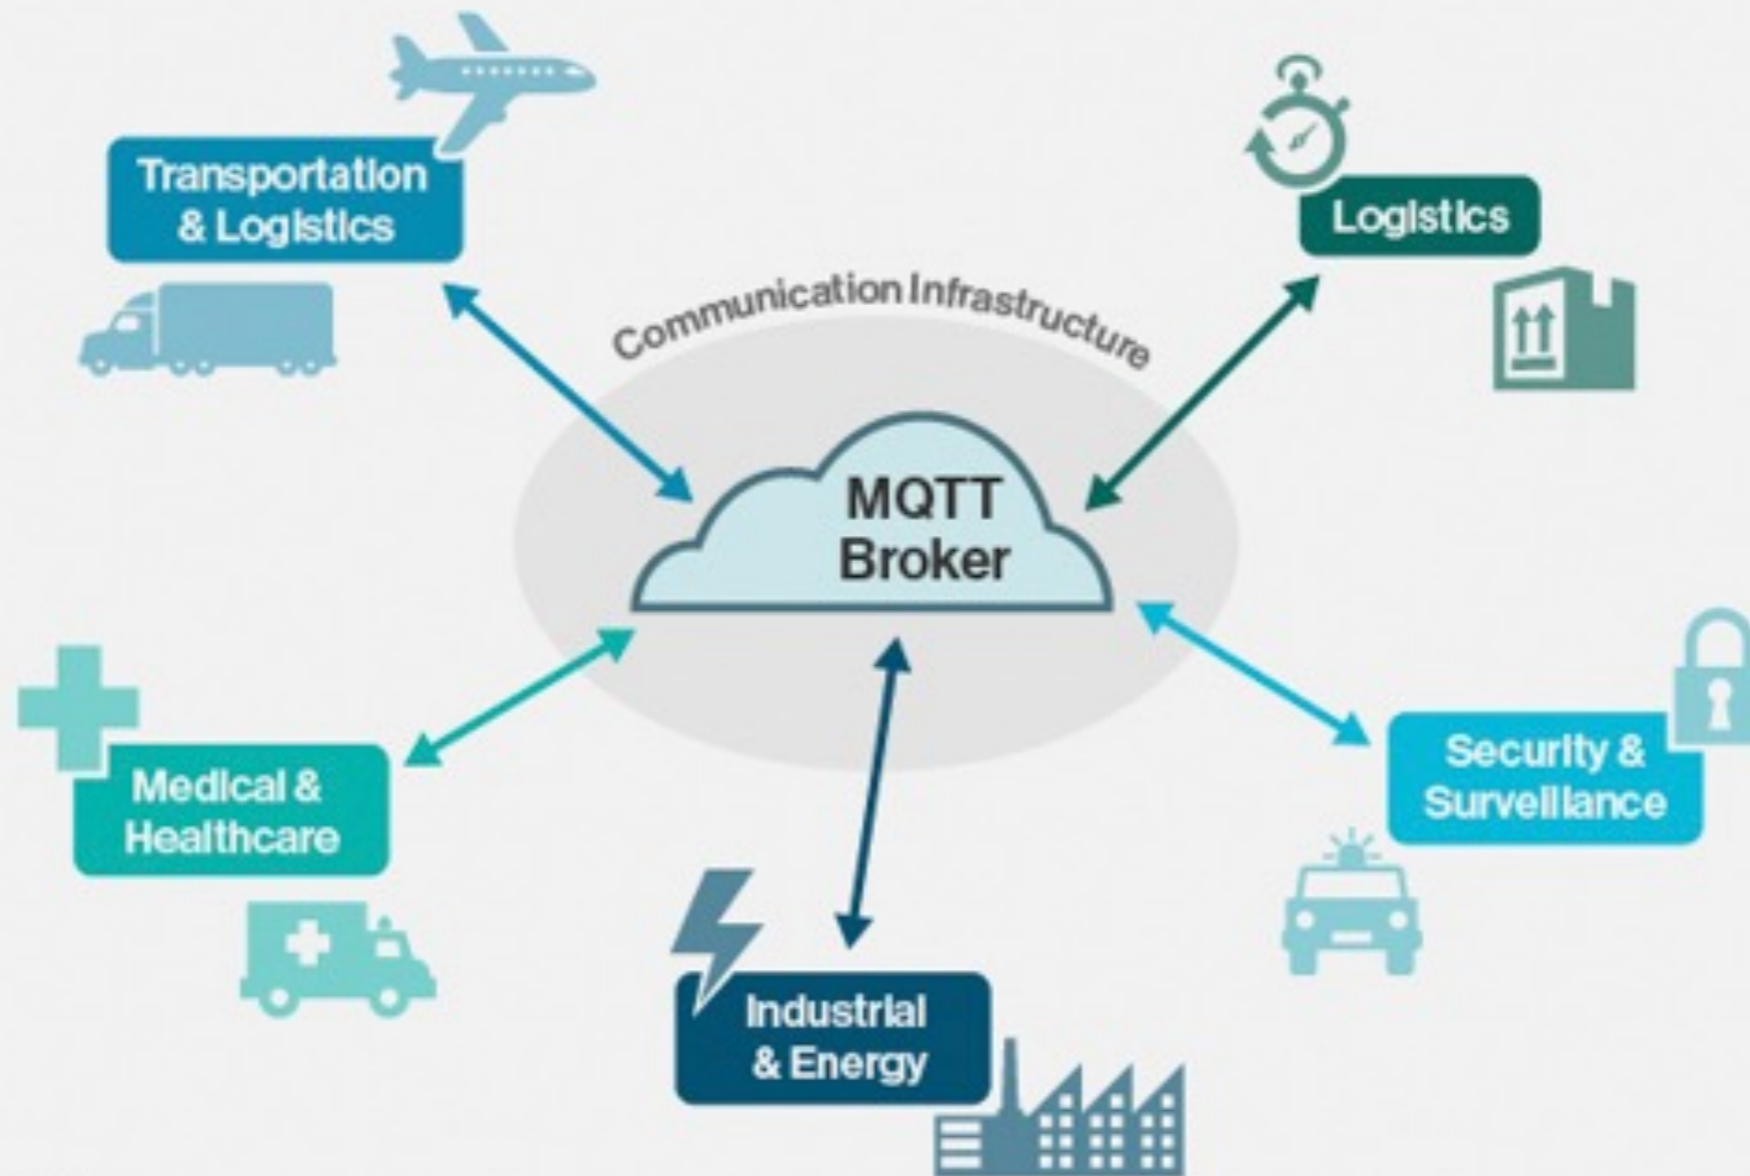 Transportation
& Logistics
Logistics
Communication Infrastructure
MQTT
Broker
Medical &
Healthcare
Security &
Surveillance
Industrial
& Energy